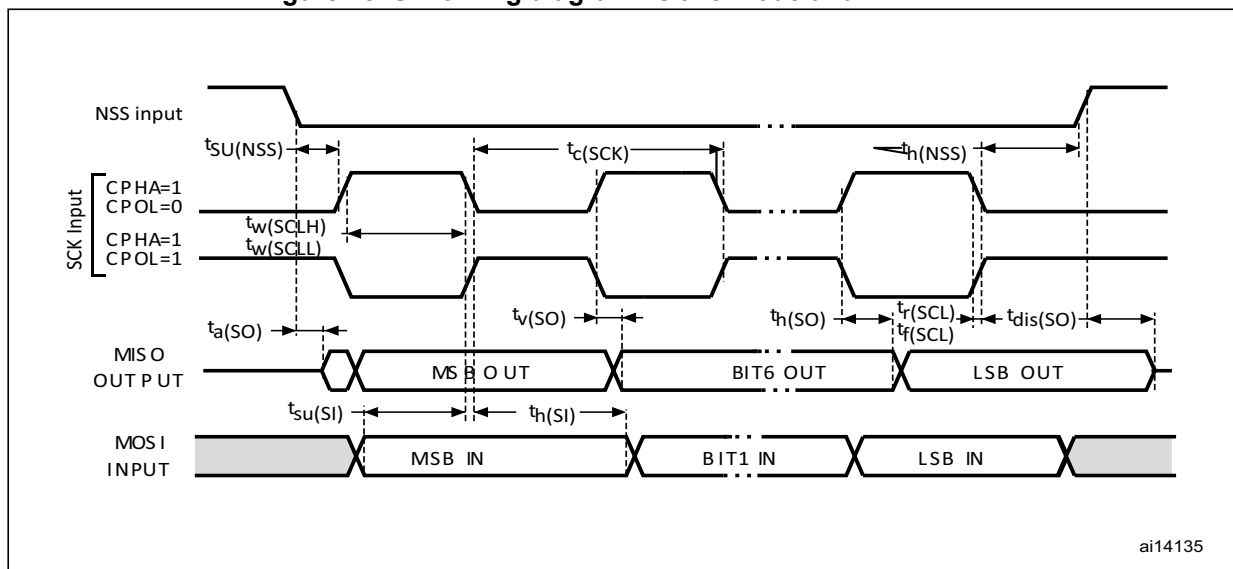 NSS input
tSU(NSS)
tc(SCK)
th(NSS)
SCK Input
CPHA=1
CPOL=0
tw(SCLH)
CPHA=1
tw(SCLL)
CPOL=1
ta(SO)
tv(SO)
th(SO)
tr(SCL)
tf(SCL)
tdis(SO)
MISO
OUTPUT
MSB OUT
BIT6 OUT
LSB OUT
tsu(SI)
th(SI)
MOSI
INPUT
MSB IN
BIT1 IN
LSB IN
ai14135